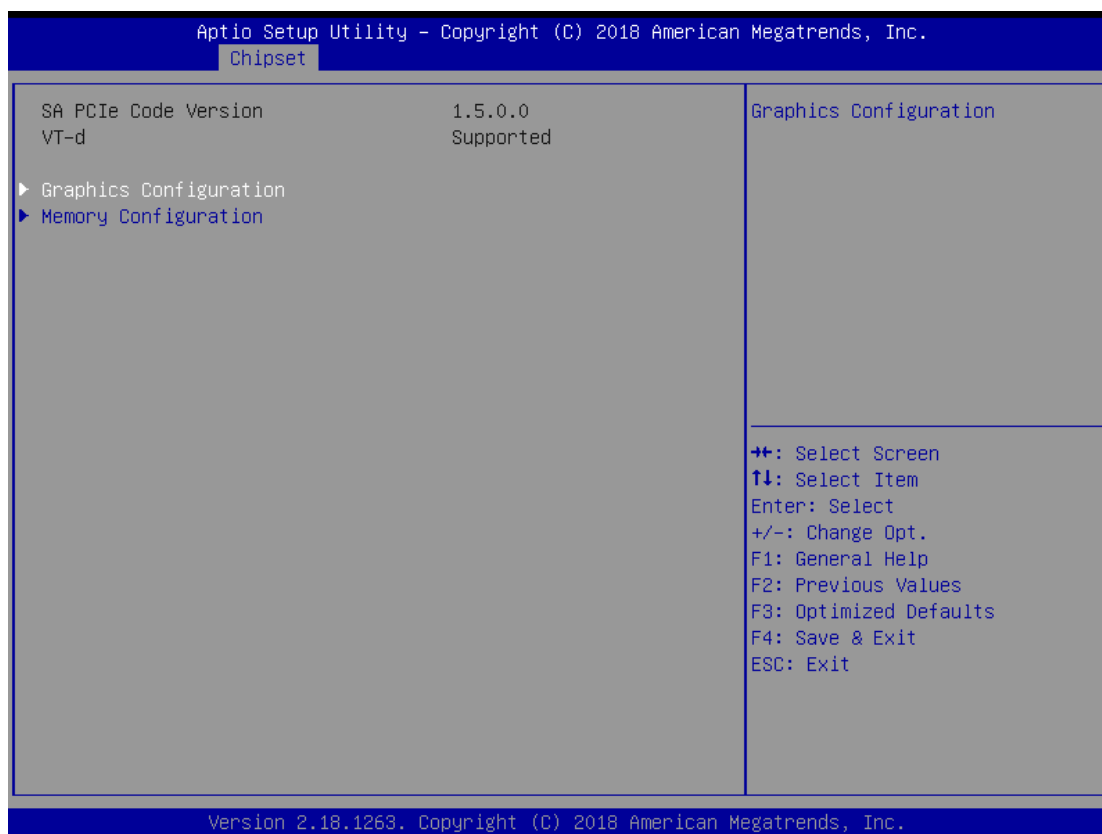 Aptio Setup Utility – Copyright (C) 2018 American Megatrends, Inc.
Chipset
SA PCIe Code Version 1.5.0.0
VT-d Supported
▶ Graphics Configuration
▶ Memory Configuration
Graphics Configuration
→←: Select Screen
↑↓: Select Item
Enter: Select
+/-: Change Opt.
F1: General Help
F2: Previous Values
F3: Optimized Defaults
F4: Save & Exit
ESC: Exit
Version 2.18.1263. Copyright (C) 2018 American Megatrends, Inc.